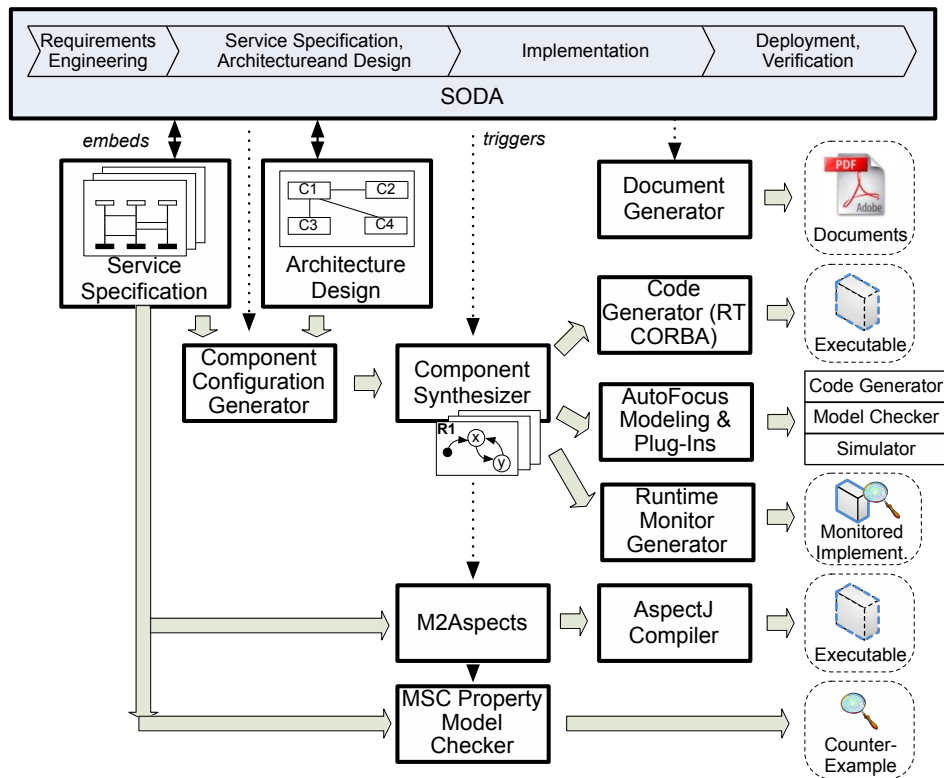 Requirements
Engineering
Service Specification,
Architectureand Design
Implementation
Deployment,
Verification
SODA
embeds
triggers
C1
C2
C3
C4
Service
Specification
Architecture
Design
Document
Generator
PDF
Adobe
Documents
Component
Configuration
Generator
Component
Synthesizer
R1
x
y
Code
Generator (RT
CORBA)
Executable
AutoFocus
Modeling &
Plug-Ins
Code Generator
Model Checker
Simulator
Runtime
Monitor
Generator
Monitored
Implement.
M2Aspects
AspectJ
Compiler
Executable
MSC Property
Model
Checker
Counter-
Example